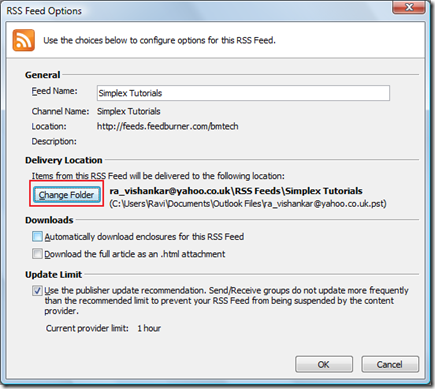 RSS Feed Options
Use the choices below to configure options for this RSS Feed.
General
Feed Name: Simplex Tutorials
Channel Name: Simplex Tutorials
Location: http://feeds.feedburner.com/bmtech
Description:
Delivery Location
Items from this RSS Feed will be delivered to the following location:
Change Folder ra_vishankar@yahoo.co.uk\RSS Feeds\Simplex Tutorials
(C:\Users\Ravi\Documents\Outlook Files\ra_vishankar@yahoo.co.uk.pst)
Downloads
Automatically download enclosures for this RSS Feed
Download the full article as an .html attachment
Update Limit
Use the publisher update recommendation. Send/Receive groups do not update more frequently
than the recommended limit to prevent your RSS Feed from being suspended by the content
provider.
Current provider limit: 1 hour
OK Cancel